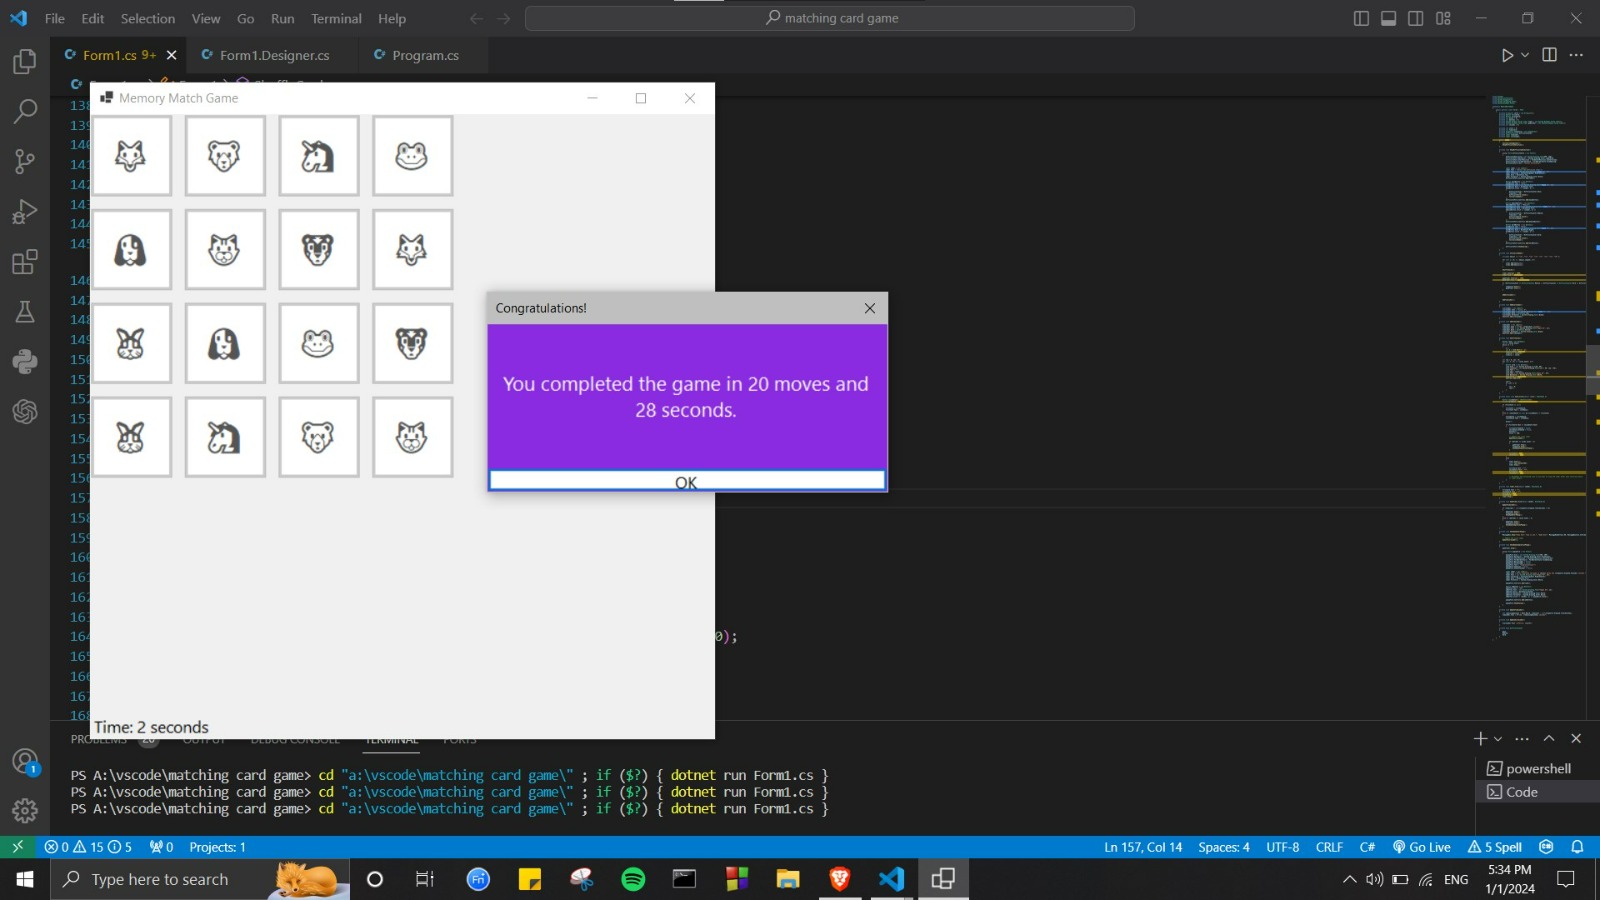 File Edit Selection View Go Run Terminal Help
matching card game
Form1.cs 9+
Form1.Designer.cs
Program.cs
Memory Match Game
138
139
140
141
142
143
144
145
146
147
148
149
150
151
152
153
154
155
156
157
158
159
160
161
162
163
164
165
166
167
168
0);
Congratulations!
You completed the game in 20 moves and
28 seconds.
OK
Time: 2 seconds
PROBLEMS 20 OUTPUT DEBUG CONSOLE TERMINAL PORTS
PS A:\vscode\matching card game> cd "a:\vscode\matching card game\" ; if ($?) { dotnet run Form1.cs }
PS A:\vscode\matching card game> cd "a:\vscode\matching card game\" ; if ($?) { dotnet run Form1.cs }
PS A:\vscode\matching card game> cd "a:\vscode\matching card game\" ; if ($?) { dotnet run Form1.cs }
powershell
Code
1
0 15 5 0 Projects: 1
Ln 157, Col 14 Spaces: 4 UTF-8 CRLF C# Go Live 5 Spell
Type here to search
Fri
ENG
5:34 PM
1/1/2024